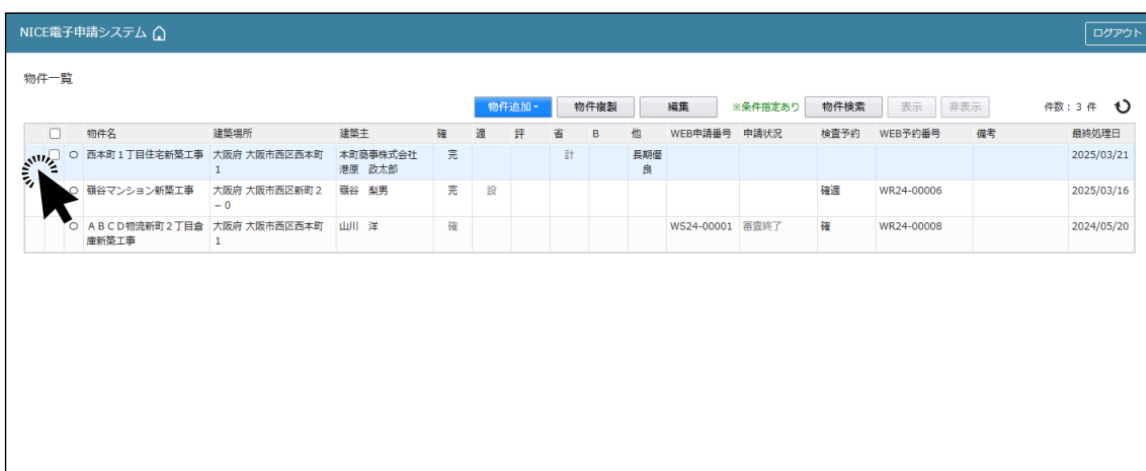 NICE電子申請システム
ログアウト
物件一覧
物件追加 物件複製 編集 ※条件指定あり 物件検索 表示 非表示 件数: 3 件
物件名 建築場所 建築主 確 適 評 省 B 他 WEB申請番号 申請状況 検査予約 WEB予約番号 備考 最終処理日
○ 西本町1丁目住宅新築工事 大阪府 大阪市西区西本町 本町商事株式会社 完 計 長期優 2025/03/21
1 港原 政太郎 良
○ 嶺谷マンション新築工事 大阪府 大阪市西区新町2 嶺谷 梨男 完 設 確適 WR24-00006 2025/03/16
－0
○ ABCD物流新町2丁目倉 大阪府 大阪市西区西本町 山川 洋 確 WS24-00001 審査終了 確 WR24-00008 2024/05/20
庫新築工事 1